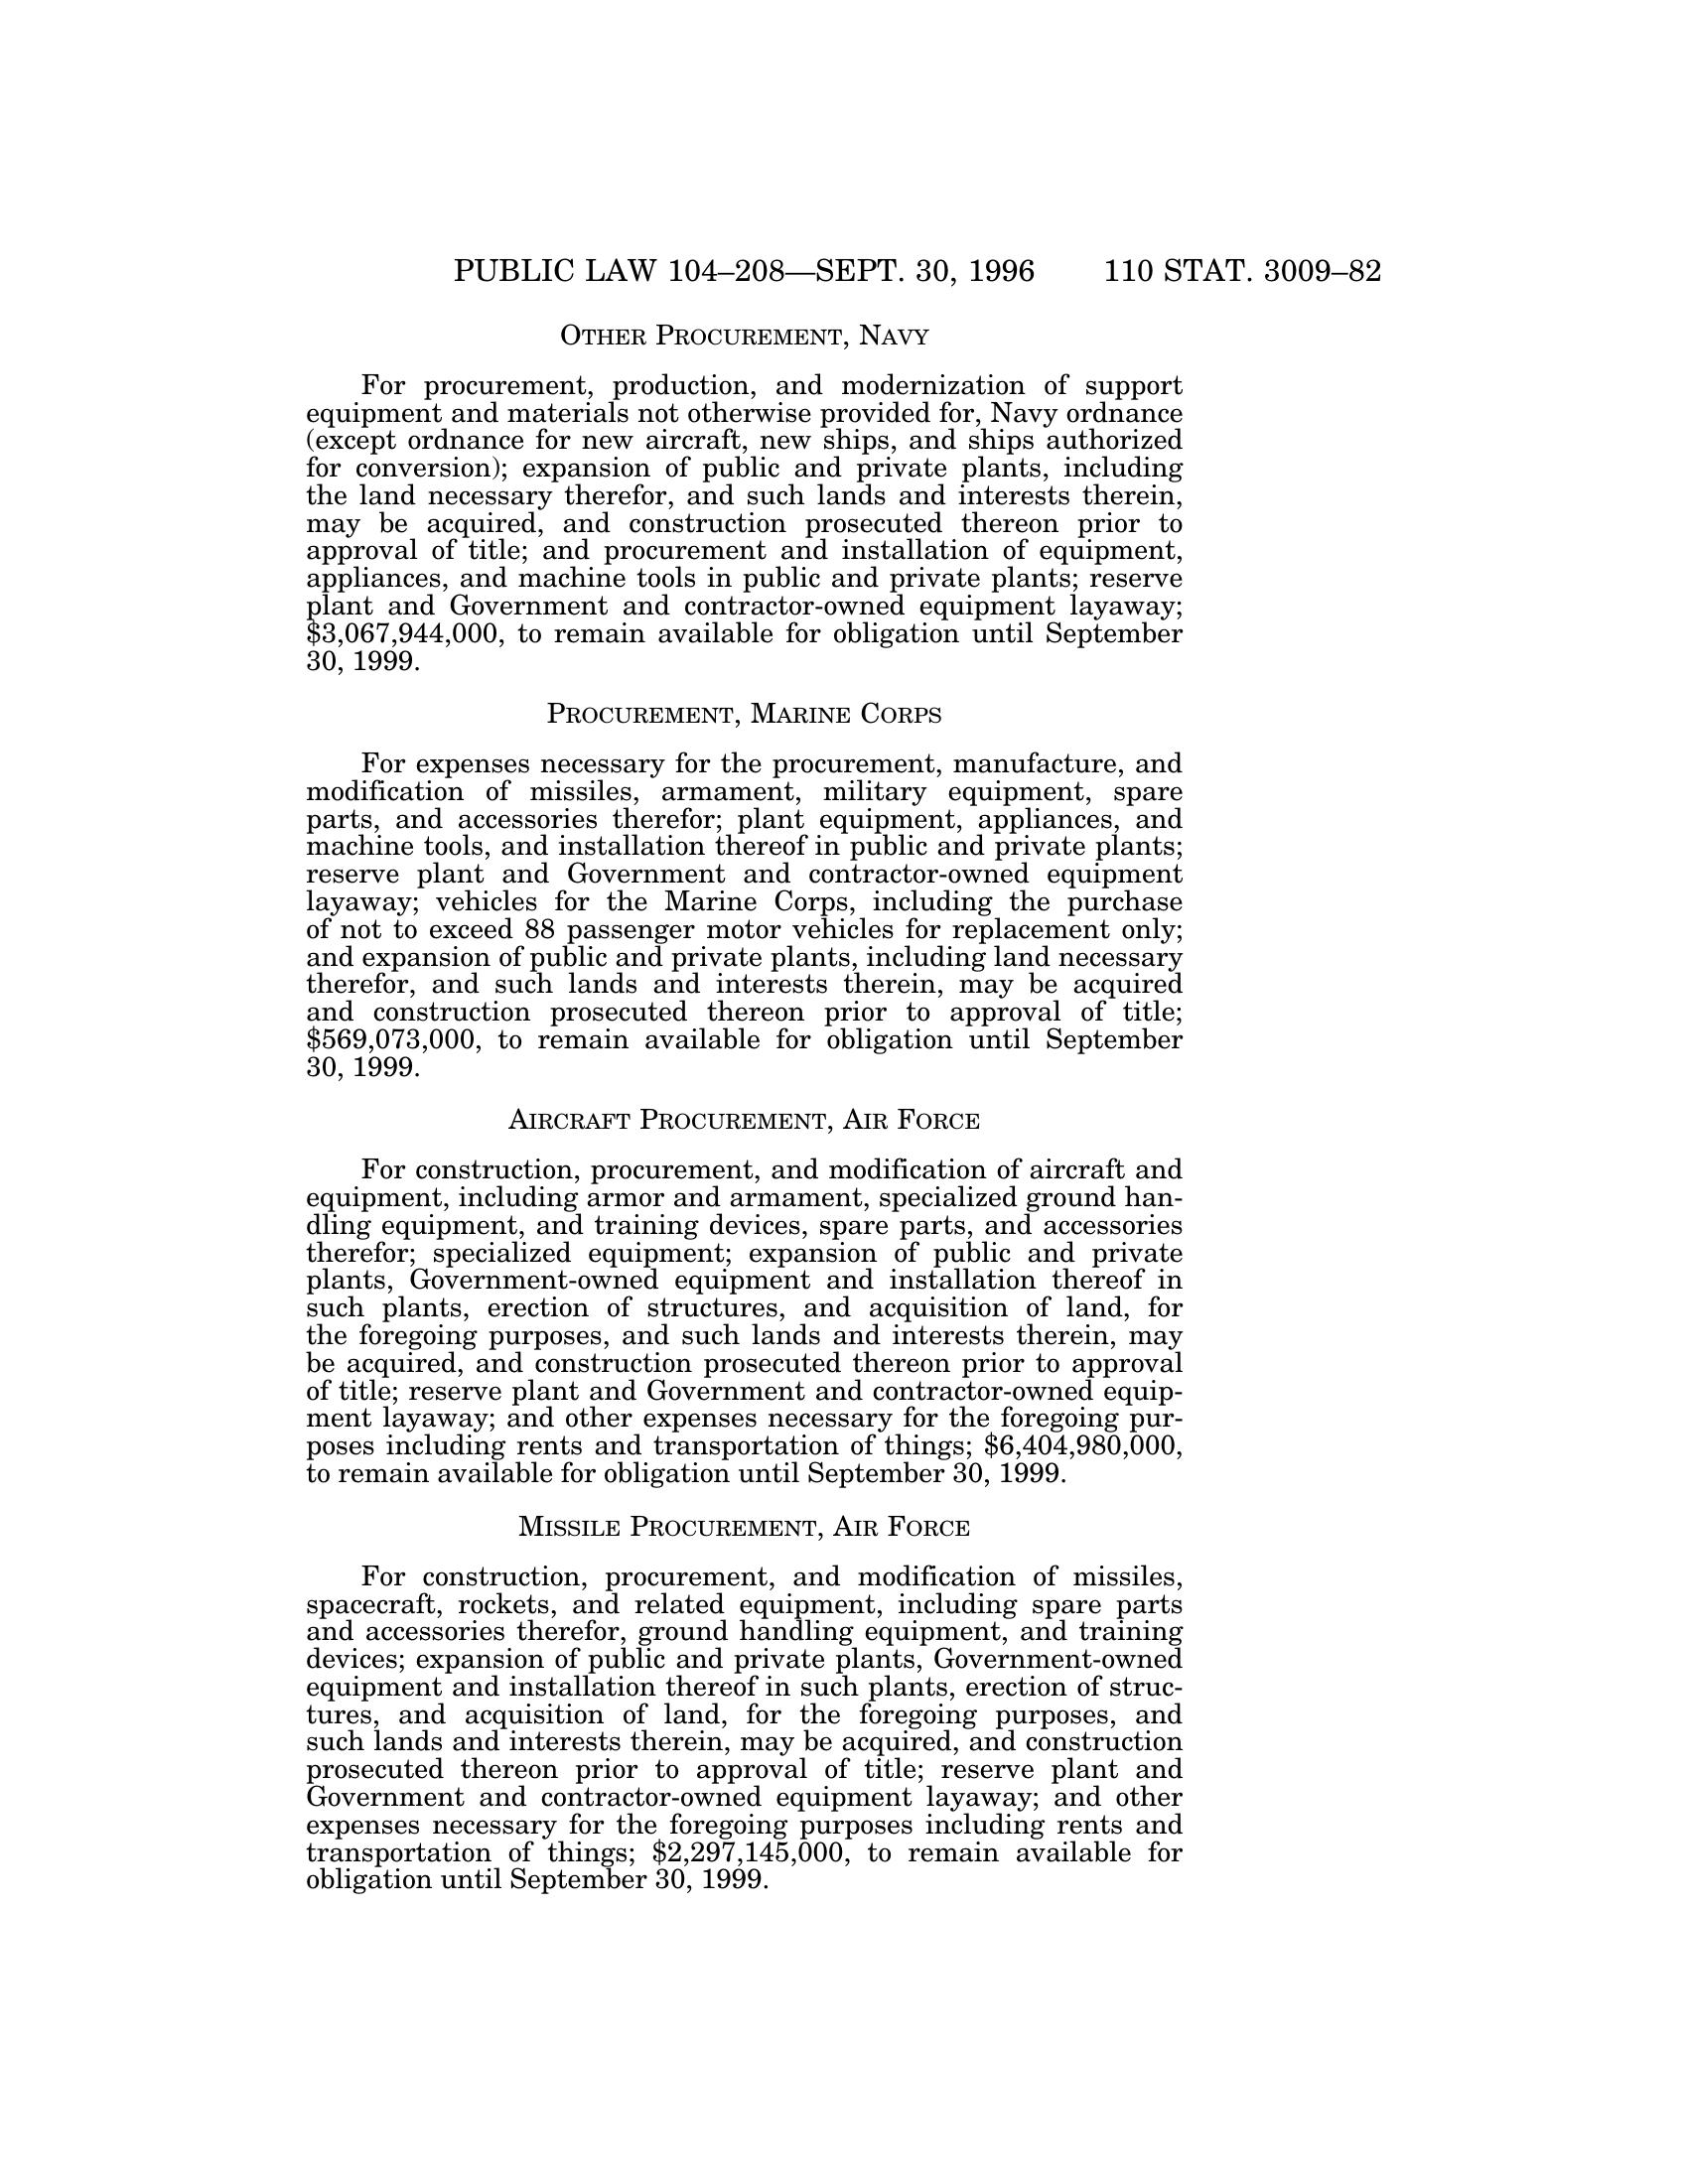 PUBLIC LAW 104–208—SEPT. 30, 1996 110 STAT. 3009–82
OTHER PROCUREMENT, NAVY
For procurement, production, and modernization of support
equipment and materials not otherwise provided for, Navy ordnance
(except ordnance for new aircraft, new ships, and ships authorized
for conversion); expansion of public and private plants, including
the land necessary therefor, and such lands and interests therein,
may be acquired, and construction prosecuted thereon prior to
approval of title; and procurement and installation of equipment,
appliances, and machine tools in public and private plants; reserve
plant and Government and contractor-owned equipment layaway;
$3,067,944,000, to remain available for obligation until September
30, 1999.
PROCUREMENT, MARINE CORPS
For expenses necessary for the procurement, manufacture, and
modification of missiles, armament, military equipment, spare
parts, and accessories therefor; plant equipment, appliances, and
machine tools, and installation thereof in public and private plants;
reserve plant and Government and contractor-owned equipment
layaway; vehicles for the Marine Corps, including the purchase
of not to exceed 88 passenger motor vehicles for replacement only;
and expansion of public and private plants, including land necessary
therefor, and such lands and interests therein, may be acquired
and construction prosecuted thereon prior to approval of title;
$569,073,000, to remain available for obligation until September
30, 1999.
AIRCRAFT PROCUREMENT, AIR FORCE
For construction, procurement, and modification of aircraft and
equipment, including armor and armament, specialized ground han-
dling equipment, and training devices, spare parts, and accessories
therefor; specialized equipment; expansion of public and private
plants, Government-owned equipment and installation thereof in
such plants, erection of structures, and acquisition of land, for
the foregoing purposes, and such lands and interests therein, may
be acquired, and construction prosecuted thereon prior to approval
of title; reserve plant and Government and contractor-owned equip-
ment layaway; and other expenses necessary for the foregoing pur-
poses including rents and transportation of things; $6,404,980,000,
to remain available for obligation until September 30, 1999.
MISSILE PROCUREMENT, AIR FORCE
For construction, procurement, and modification of missiles,
spacecraft, rockets, and related equipment, including spare parts
and accessories therefor, ground handling equipment, and training
devices; expansion of public and private plants, Government-owned
equipment and installation thereof in such plants, erection of struc-
tures, and acquisition of land, for the foregoing purposes, and
such lands and interests therein, may be acquired, and construction
prosecuted thereon prior to approval of title; reserve plant and
Government and contractor-owned equipment layaway; and other
expenses necessary for the foregoing purposes including rents and
transportation of things; $2,297,145,000, to remain available for
obligation until September 30, 1999.